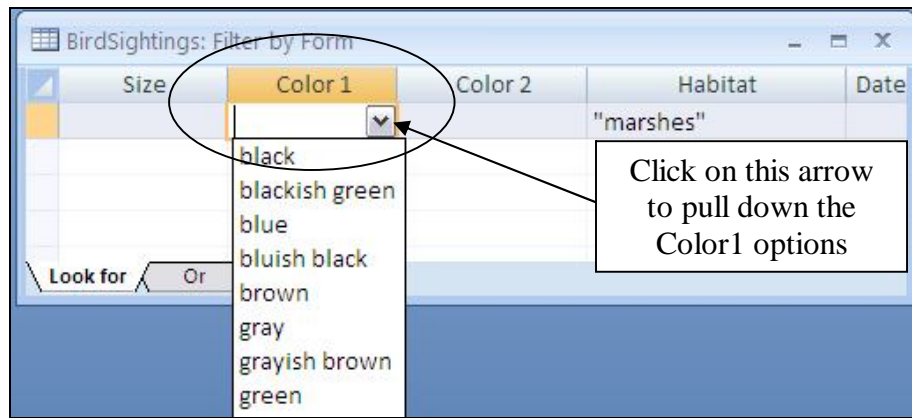 BirdSightings: Filter by Form
Size Color 1 Color 2 Habitat Date
"marshes"
black
blackish green
blue
bluish black
brown
gray
grayish brown
green
Click on this arrow
to pull down the
Color1 options
Look for Or